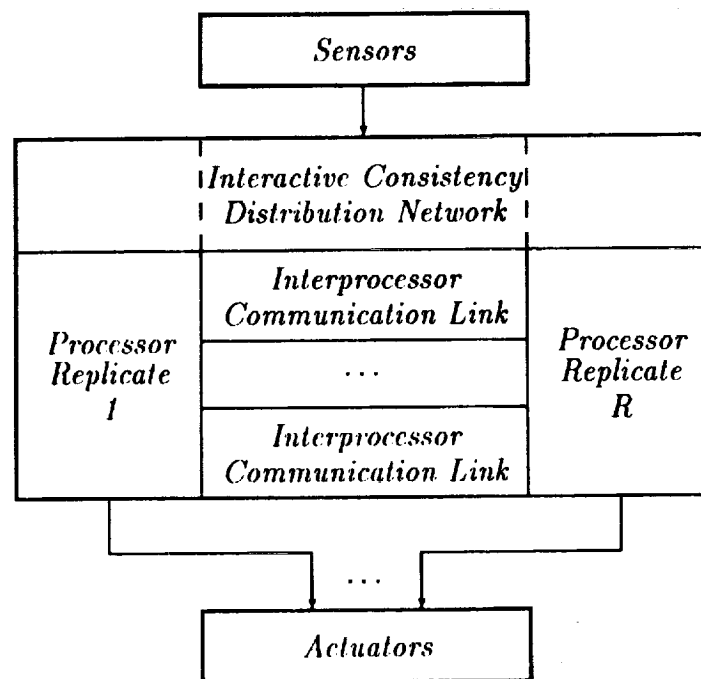 Sensors
Interactive Consistency
Distribution Network
Interprocessor
Communication Link
Processor
Replicate
1
...
Processor
Replicate
R
Interprocessor
Communication Link
...
Actuators